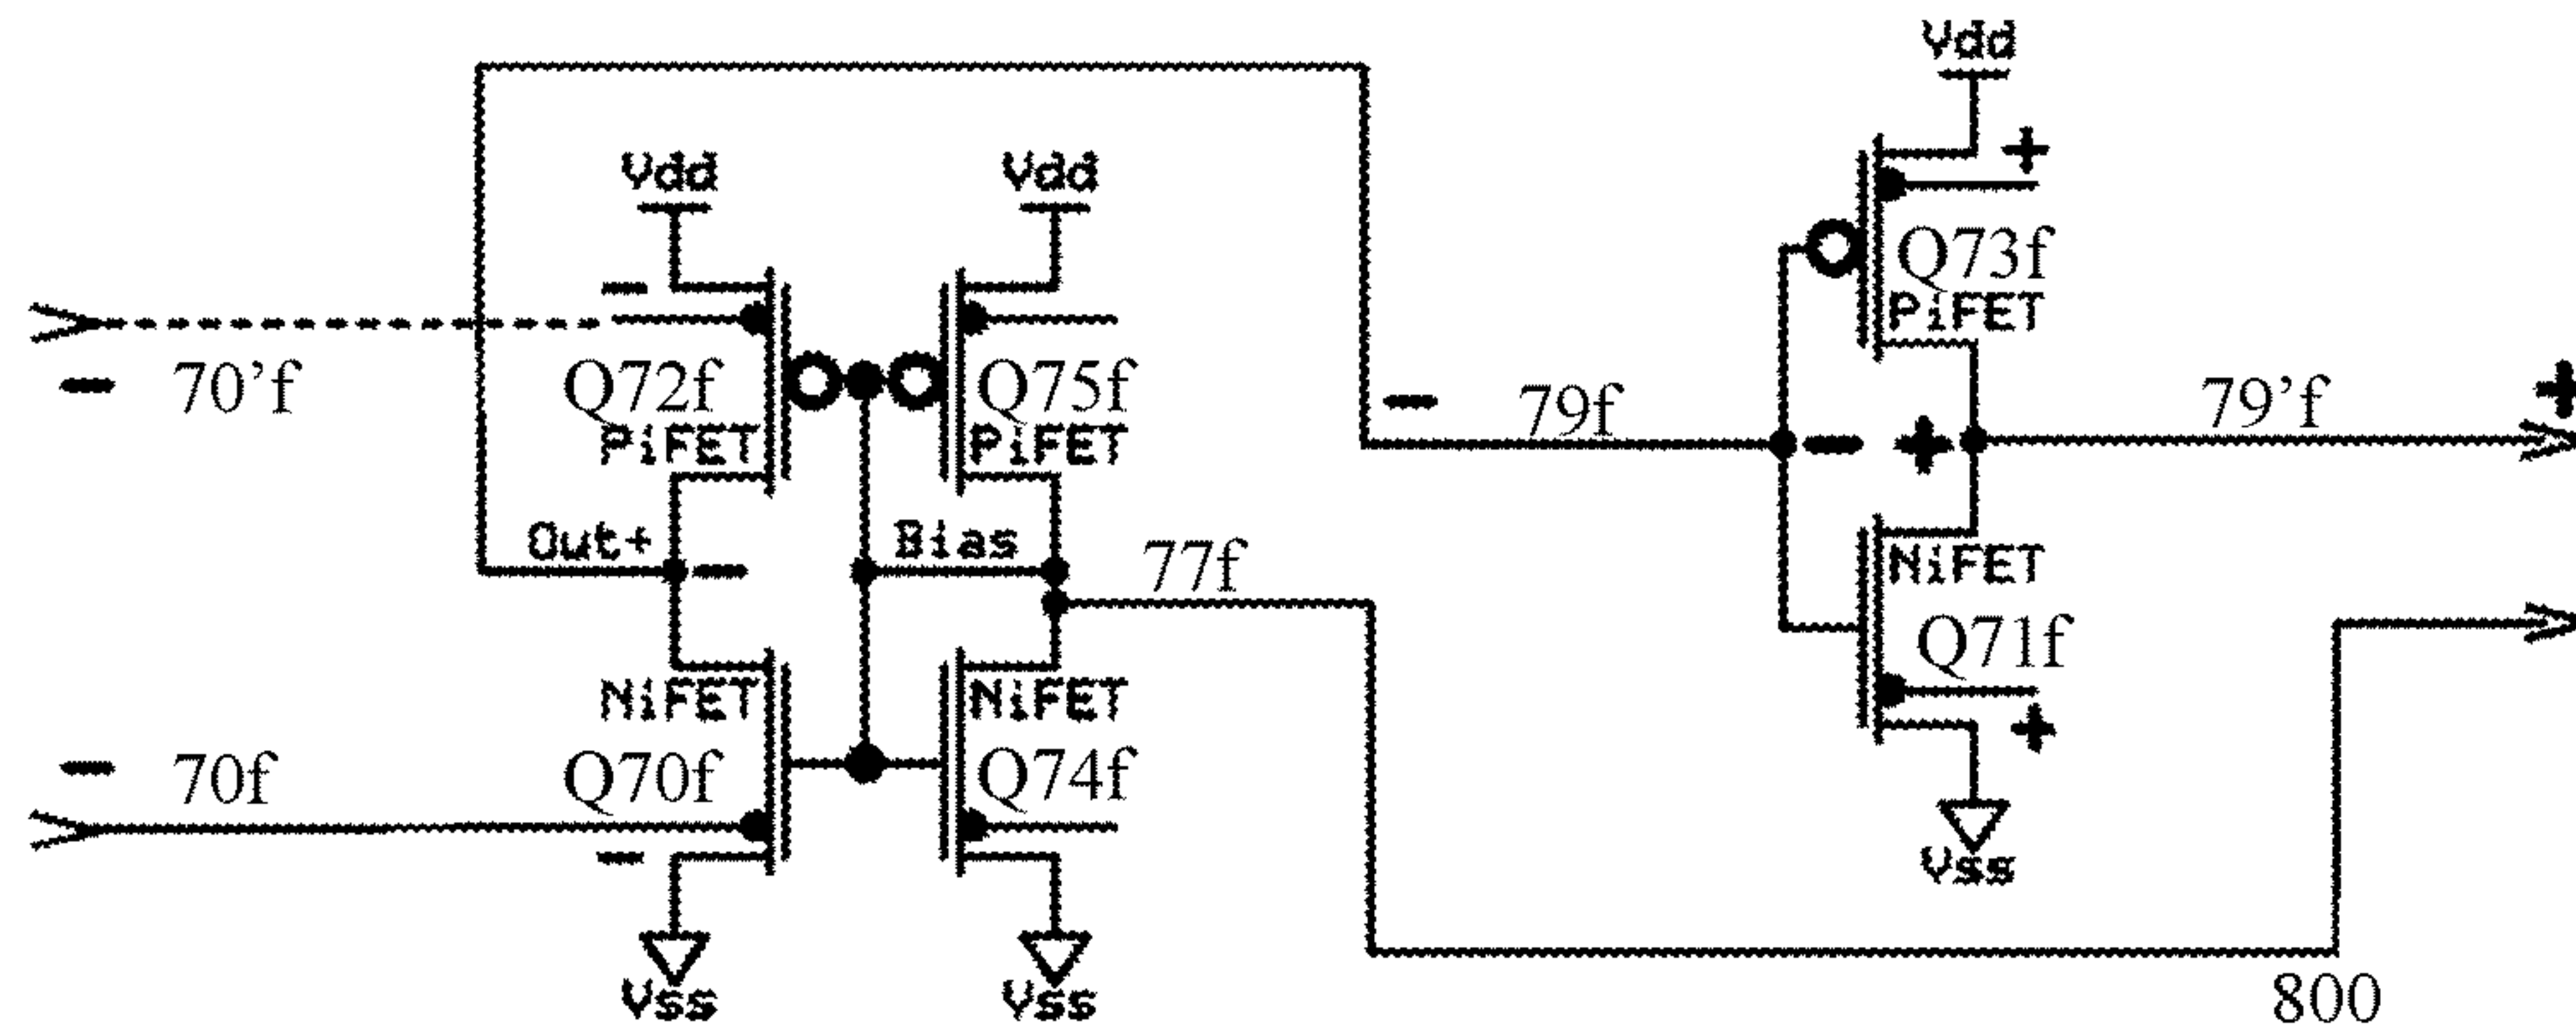 Vdd
Vdd Vdd
+
Q73f
PiFET
−
− 70'f
Q72f
PiFET
Q75f
PiFET
− 79f
− +
79'f +
Out+ −
Bias
77f
NiFET
Q71f
+
NiFET
Q70f
NiFET
Q74f
− 70f
−
Vss
Vss Vss
800